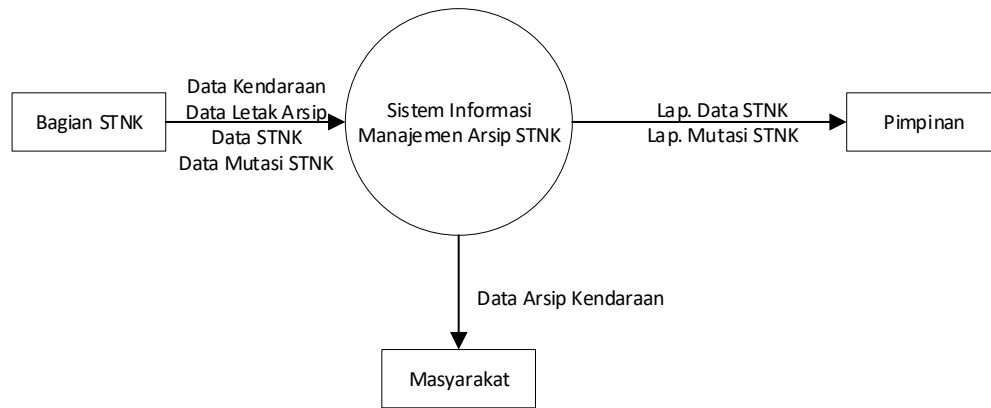 Bagian STNK
Data Kendaraan
Data Letak Arsip
Data STNK
Data Mutasi STNK
Sistem Informasi
Manajemen Arsip STNK
Lap. Data STNK
Lap. Mutasi STNK
Pimpinan
Data Arsip Kendaraan
Masyarakat